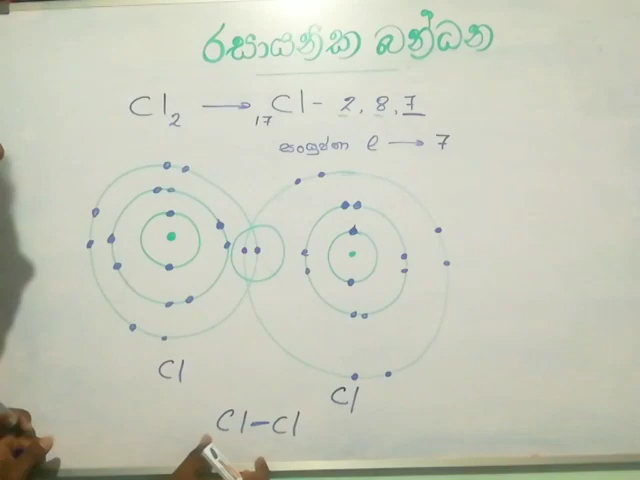 රසායනික බන්ධන
Cl₂ → ₁₇Cl - 2, 8, 7
සංයුජතා e → 7
Cl
Cl
Cl–Cl